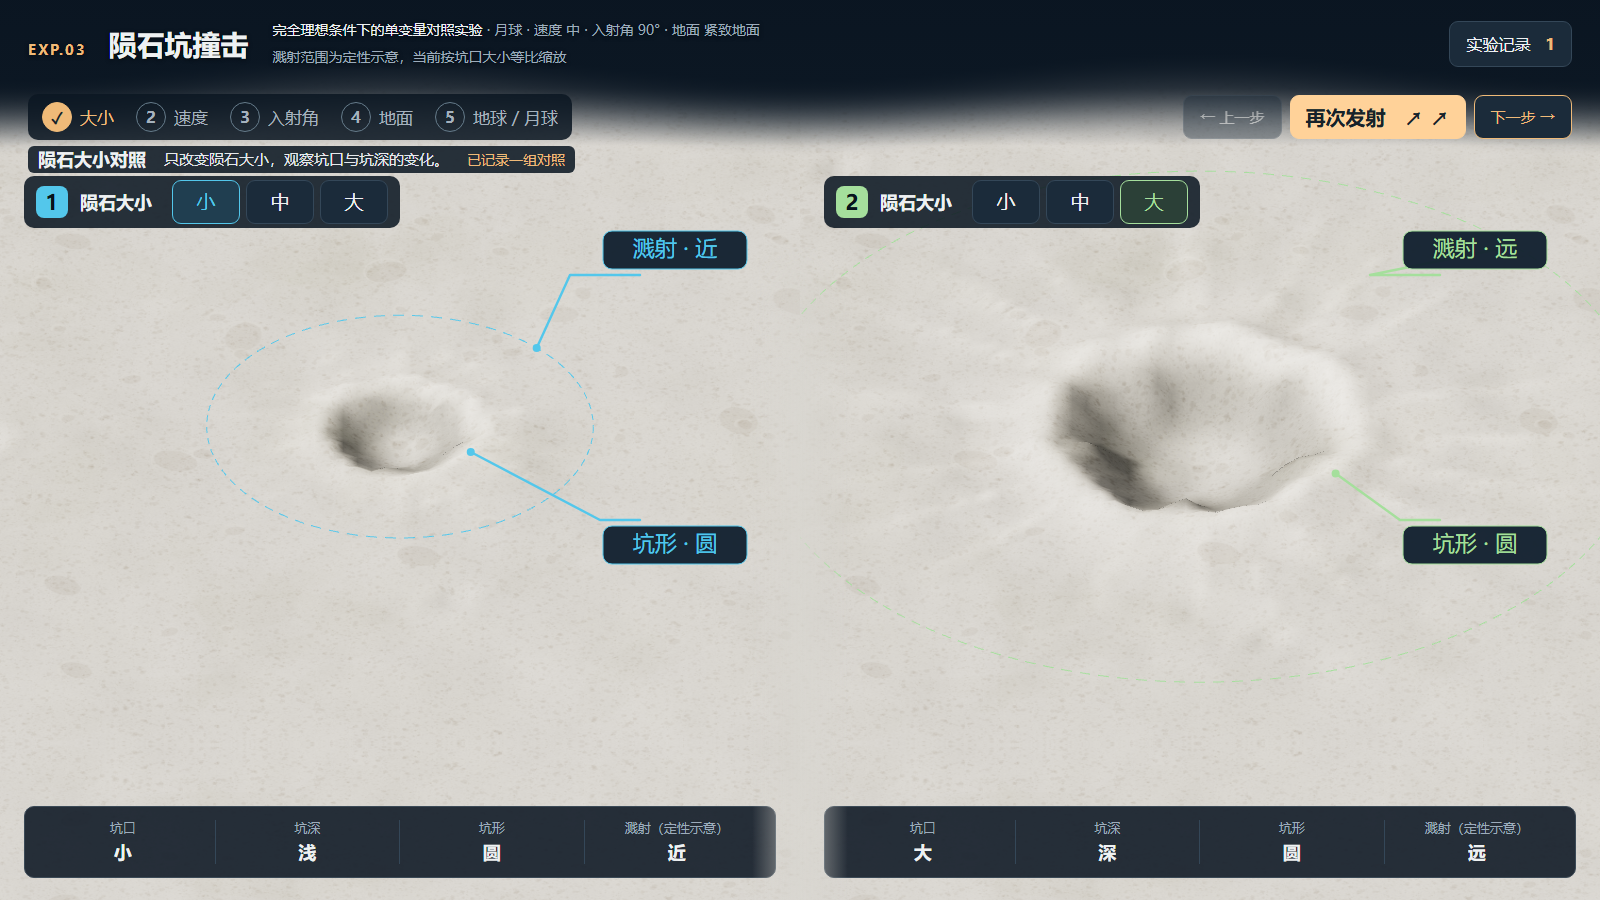 EXP.03
陨石坑撞击
完全理想条件下的单变量对照实验 · 月球 · 速度 中 · 入射角 90° · 地面 紧致地面
溅射范围为定性示意，当前按坑口大小等比缩放
实验记录 1
✓ 大小 2 速度 3 入射角 4 地面 5 地球 / 月球
← 上一步
再次发射 ↗ ↗
下一步 →
陨石大小对照 只改变陨石大小，观察坑口与坑深的变化。 已记录一组对照
1 陨石大小 小 中 大
2 陨石大小 小 中 大
溅射 · 近
溅射 · 远
坑形 · 圆
坑形 · 圆
坑口 坑深 坑形 溅射（定性示意）
小 浅 圆 近
坑口 坑深 坑形 溅射（定性示意）
大 深 圆 远